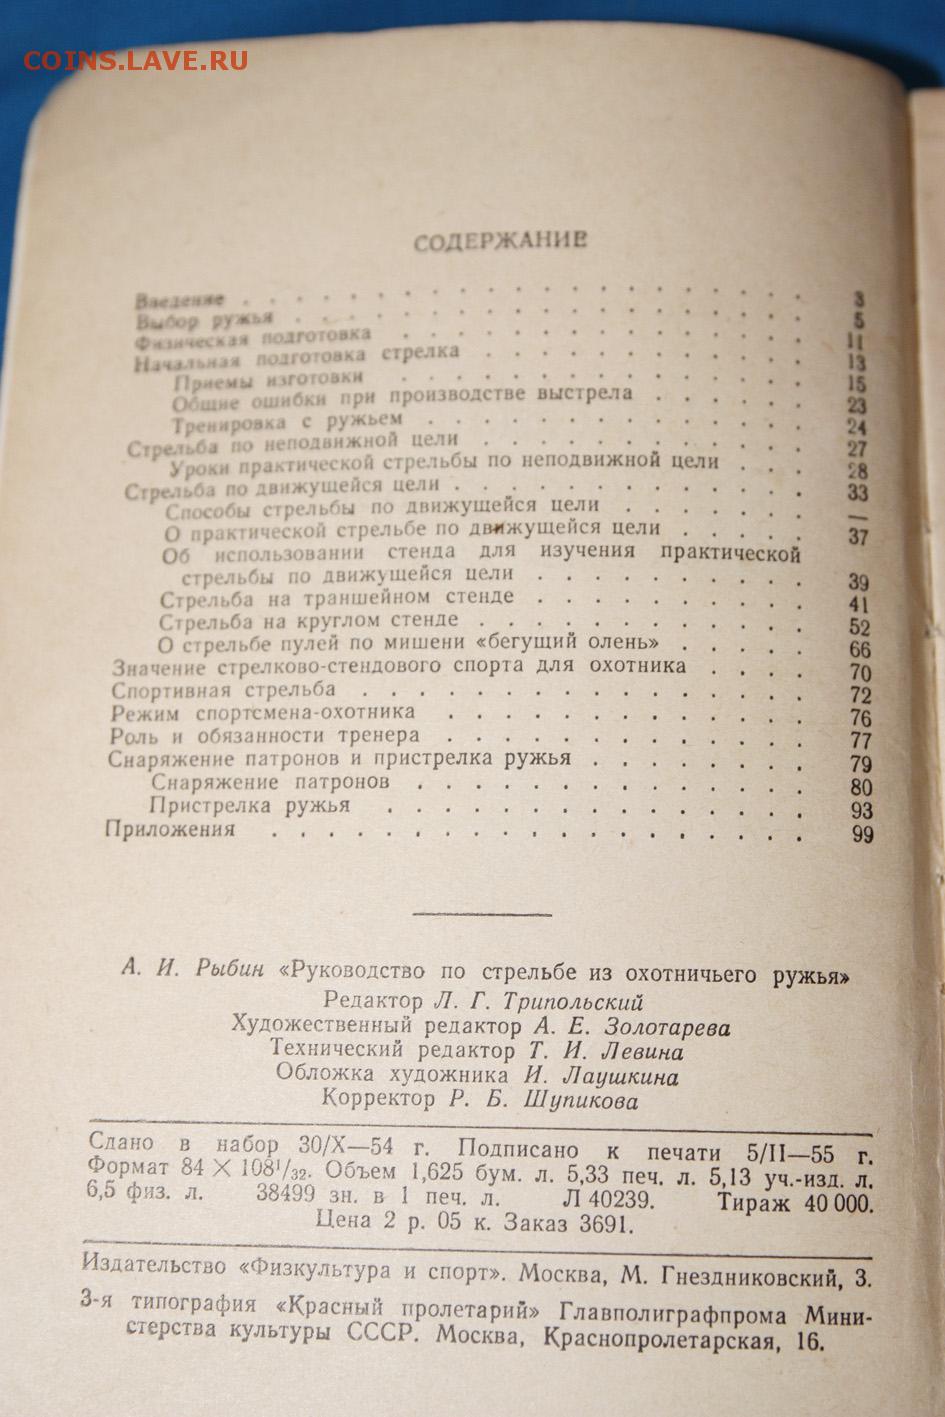 COINS.LAVE.RU
СОДЕРЖАНИЕ
Введение . . . . . . . . . . . . . . . . . . . . . 3
Выбор ружья . . . . . . . . . . . . . . . . . . . 5
Физическая подготовка . . . . . . . . . . . . . . . 11
Начальная подготовка стрелка . . . . . . . . . . . . 13
Приемы изготовки . . . . . . . . . . . . . . . 15
Общие ошибки при производстве выстрела . . . . . . 23
Тренировка с ружьем . . . . . . . . . . . . . . 24
Стрельба по неподвижной цели . . . . . . . . . . . . 27
Уроки практической стрельбы по неподвижной цели . . . 28
Стрельба по движущейся цели . . . . . . . . . . . . . 33
Способы стрельбы по движущейся цели . . . . . . . —
О практической стрельбе по движущейся цели . . . . . 37
Об использовании стенда для изучения практической
стрельбы по движущейся цели . . . . . . . . . . 39
Стрельба на траншейном стенде . . . . . . . . . . 41
Стрельба на круглом стенде . . . . . . . . . . . . 52
О стрельбе пулей по мишени «бегущий олень» . . . . . 66
Значение стрелково-стендового спорта для охотника . . . . 70
Спортивная стрельба . . . . . . . . . . . . . . . . 72
Режим спортсмена-охотника . . . . . . . . . . . . . 76
Роль и обязанности тренера . . . . . . . . . . . . . 77
Снаряжение патронов и пристрелка ружья . . . . . . . . 79
Снаряжение патронов . . . . . . . . . . . . . . 80
Пристрелка ружья . . . . . . . . . . . . . . . 93
Приложения . . . . . . . . . . . . . . . . . . . 99
А. И. Рыбин «Руководство по стрельбе из охотничьего ружья»
Редактор Л. Г. Трипольский
Художественный редактор А. Е. Золотарева
Технический редактор Т. И. Левина
Обложка художника И. Лаушкина
Корректор Р. Б. Шупикова
Сдано в набор 30/X—54 г. Подписано к печати 5/II—55 г.
Формат 84 X 108¹/₃₂. Объем 1,625 бум. л. 5,33 печ. л. 5,13 уч.-изд. л.
6,5 физ. л. 38499 зн. в 1 печ. л. Л 40239. Тираж 40 000.
Цена 2 р. 05 к. Заказ 3691.
Издательство «Физкультура и спорт». Москва, М. Гнездниковский, 3.
3-я типография «Красный пролетарий» Главполиграфпрома Мини-
стерства культуры СССР. Москва, Краснопролетарская, 16.